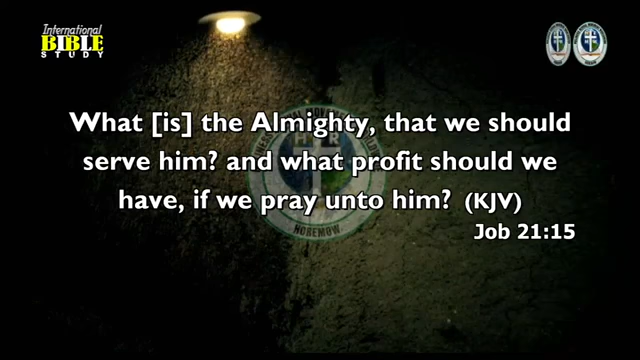 International
BIBLE
STUDY
What [is] the Almighty, that we should
serve him? and what profit should we
have, if we pray unto him? (KJV)
Job 21:15
HOREMOW